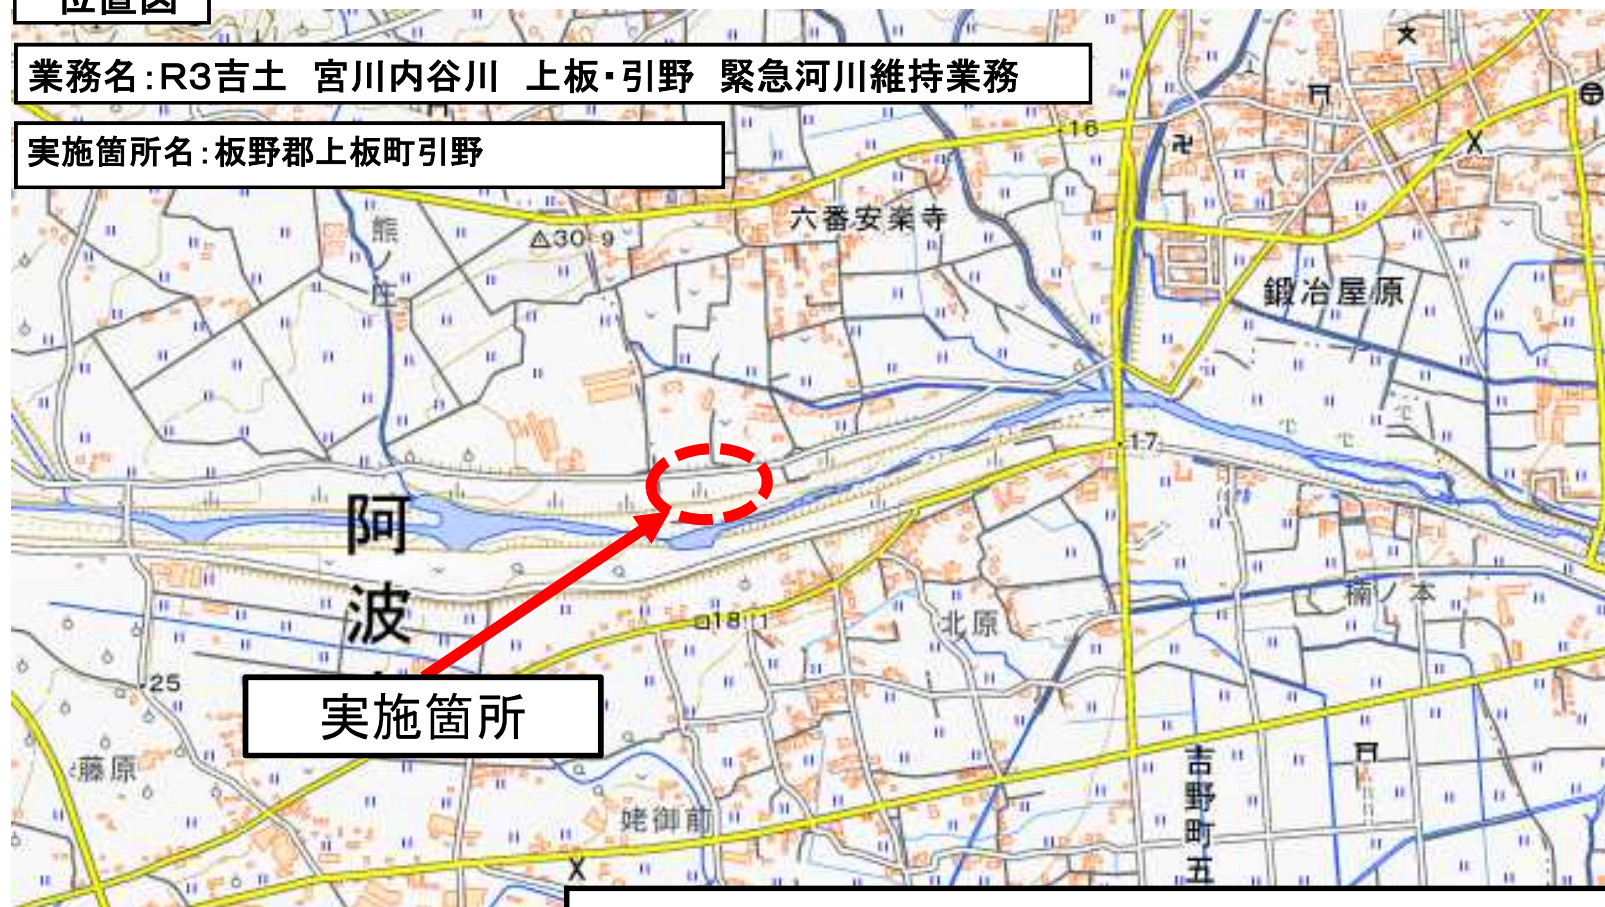 位置図
業務名:R3吉土 宮川内谷川 上板・引野 緊急河川維持業務
実施箇所名:板野郡上板町引野
16
六番安楽寺
熊ノ庄
30.9
鍛冶屋原
17
阿波
北原
楠ノ本
18.1
25
実施箇所
藤原
姥御前
吉野町五